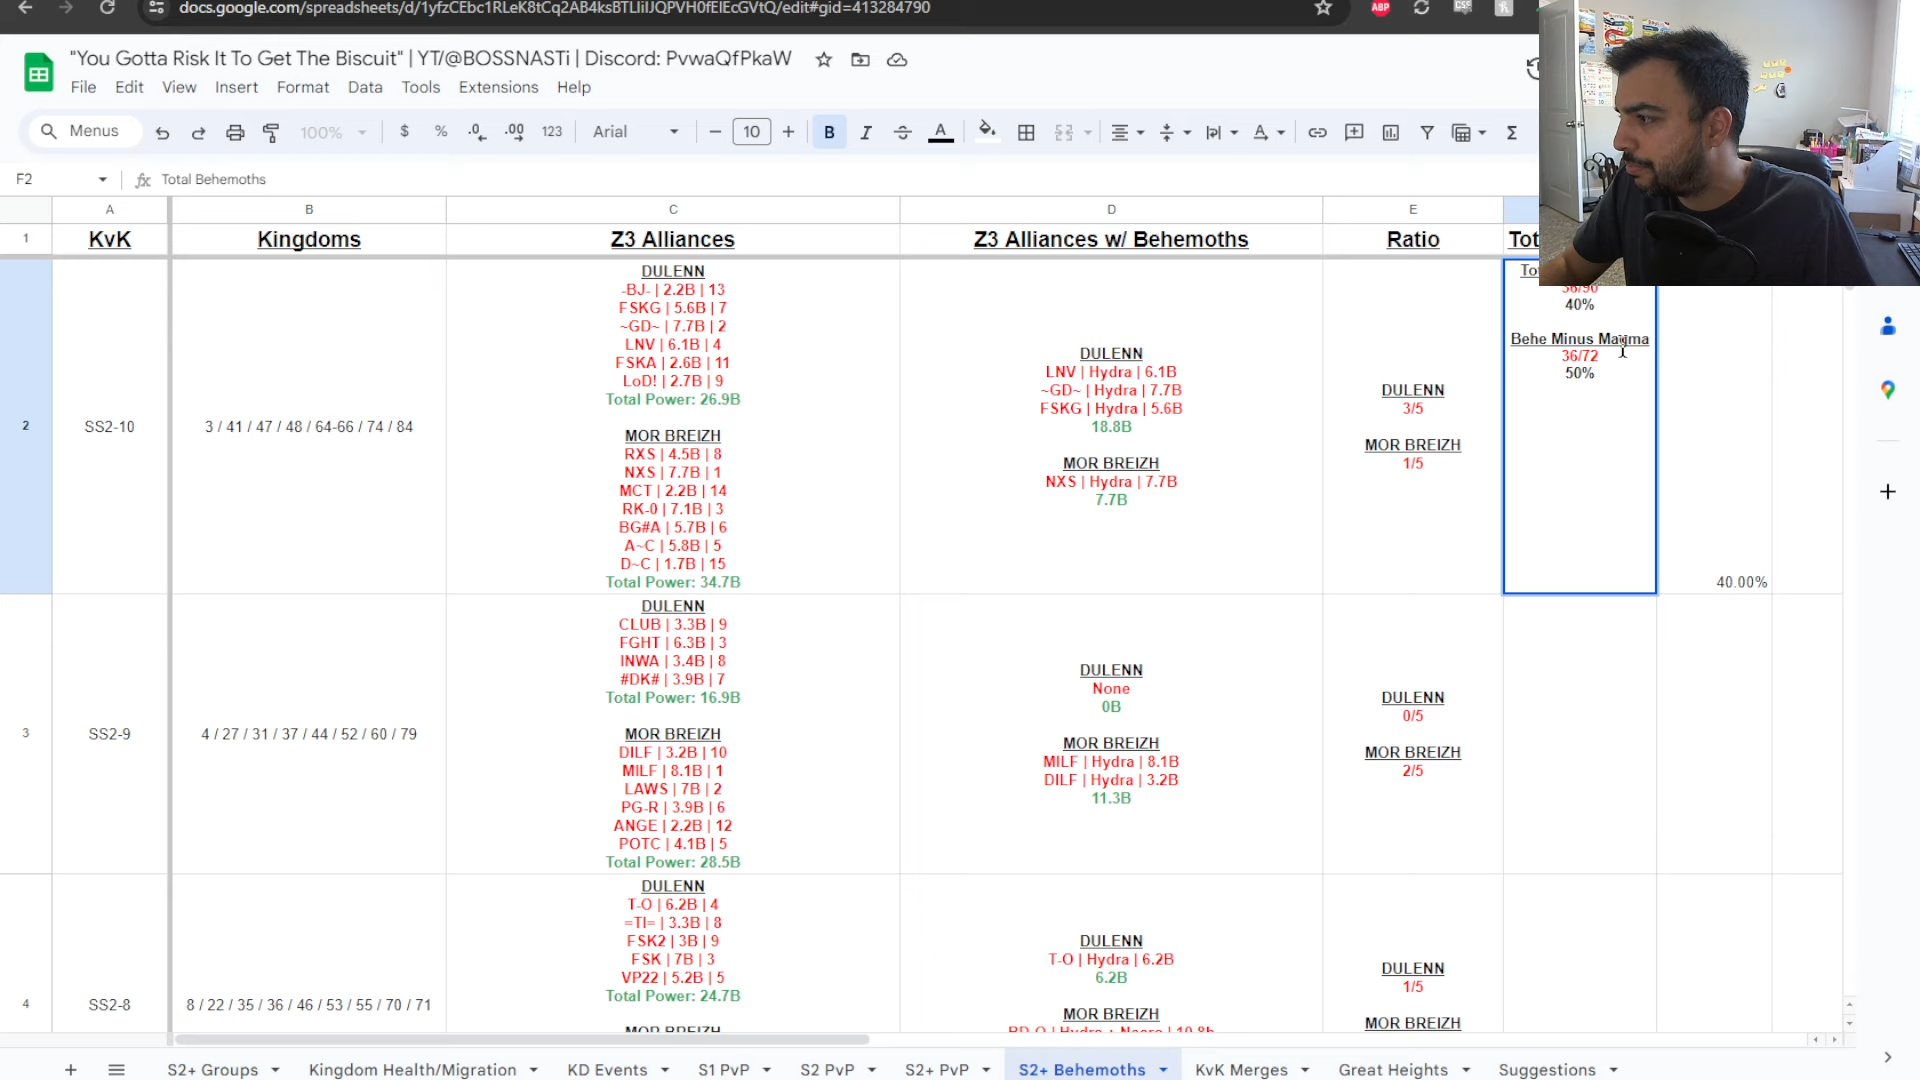 docs.google.com/spreadsheets/d/1yfzCEbc1RLeK8tCq2AB4ksBTLIiIJQPVH0fEIEcGVtQ/edit#gid=413284790
ABP
"You Gotta Risk It To Get The Biscuit" | YT/@BOSSNASTi | Discord: PvwaQfPkaW
File Edit View Insert Format Data Tools Extensions Help
Menus 100% $ % .0 .00 123 Arial 10 B I A Σ
F2 fx Total Behemoths
A B C D E
1 KvK Kingdoms Z3 Alliances Z3 Alliances w/ Behemoths Ratio
2 SS2-10 3 / 41 / 47 / 48 / 64-66 / 74 / 84
DULENN
-BJ- | 2.2B | 13
FSKG | 5.6B | 7
~GD~ | 7.7B | 2
LNV | 6.1B | 4
FSKA | 2.6B | 11
LoD! | 2.7B | 9
Total Power: 26.9B
MOR BREIZH
RXS | 4.5B | 8
NXS | 7.7B | 1
MCT | 2.2B | 14
RK-0 | 7.1B | 3
BG#A | 5.7B | 6
A~C | 5.8B | 5
D~C | 1.7B | 15
Total Power: 34.7B
DULENN
LNV | Hydra | 6.1B
~GD~ | Hydra | 7.7B
FSKG | Hydra | 5.6B
18.8B
MOR BREIZH
NXS | Hydra | 7.7B
7.7B
DULENN
3/5
MOR BREIZH
1/5
36/90
40%
Behe Minus Magma
36/72
50%
40.00%
3 SS2-9 4 / 27 / 31 / 37 / 44 / 52 / 60 / 79
DULENN
CLUB | 3.3B | 9
FGHT | 6.3B | 3
INWA | 3.4B | 8
#DK# | 3.9B | 7
Total Power: 16.9B
MOR BREIZH
DILF | 3.2B | 10
MILF | 8.1B | 1
LAWS | 7B | 2
PG-R | 3.9B | 6
ANGE | 2.2B | 12
POTC | 4.1B | 5
Total Power: 28.5B
DULENN
None
0B
MOR BREIZH
MILF | Hydra | 8.1B
DILF | Hydra | 3.2B
11.3B
DULENN
0/5
MOR BREIZH
2/5
4 SS2-8 8 / 22 / 35 / 36 / 46 / 53 / 55 / 70 / 71
DULENN
T-O | 6.2B | 4
=TI= | 3.3B | 8
FSK2 | 3B | 9
FSK | 7B | 3
VP22 | 5.2B | 5
Total Power: 24.7B
MOR BREIZH
DULENN
T-O | Hydra | 6.2B
6.2B
MOR BREIZH
DULENN
1/5
MOR BREIZH
S2+ Groups Kingdom Health/Migration KD Events S1 PvP S2 PvP S2+ PvP S2+ Behemoths KvK Merges Great Heights Suggestions